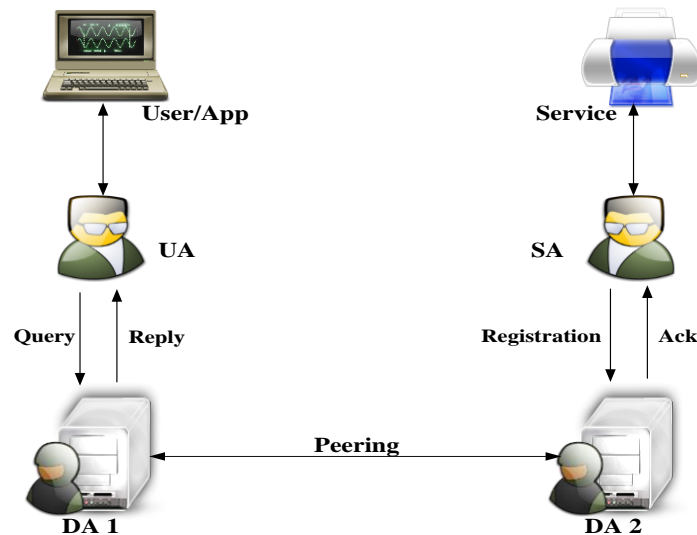 User/App
Service
UA
SA
Query
Reply
Registration
Ack
Peering
DA 1
DA 2